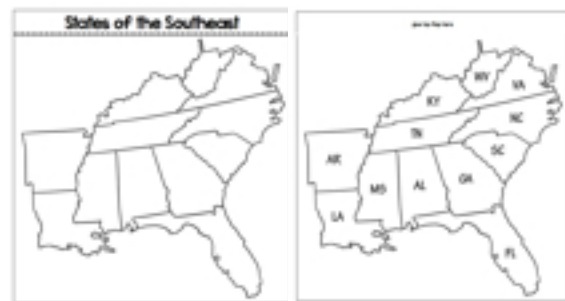 States of the Southeast
WV
VA
KY
NC
TN
SC
AR
MS
AL
GA
LA
FL